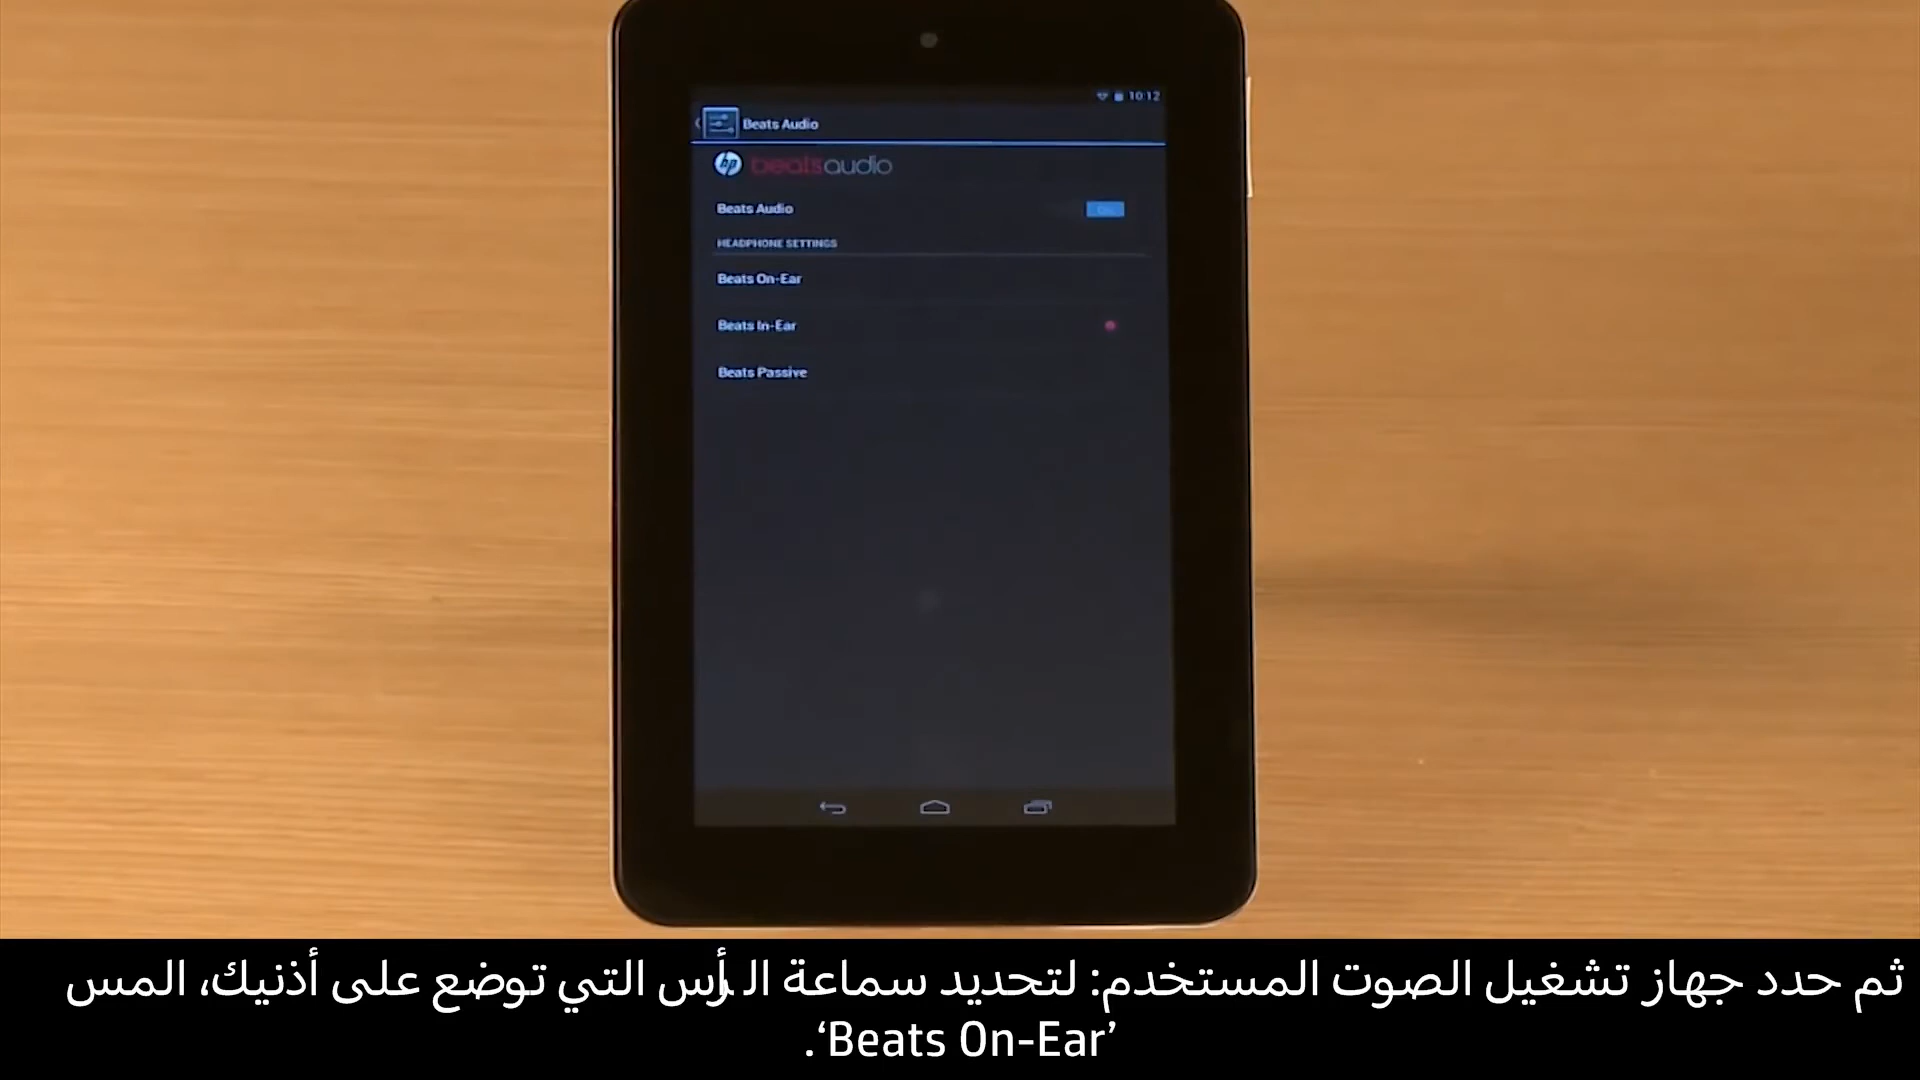 10:12
Beats Audio
hp beatsaudio
Beats Audio
HEADPHONE SETTINGS
Beats On-Ear
Beats In-Ear
Beats Passive
ثم حدد جهاز تشغيل الصوت المستخدم: لتحديد سماعة الرأس التي توضع على أذنيك، المس
‘Beats On-Ear’.